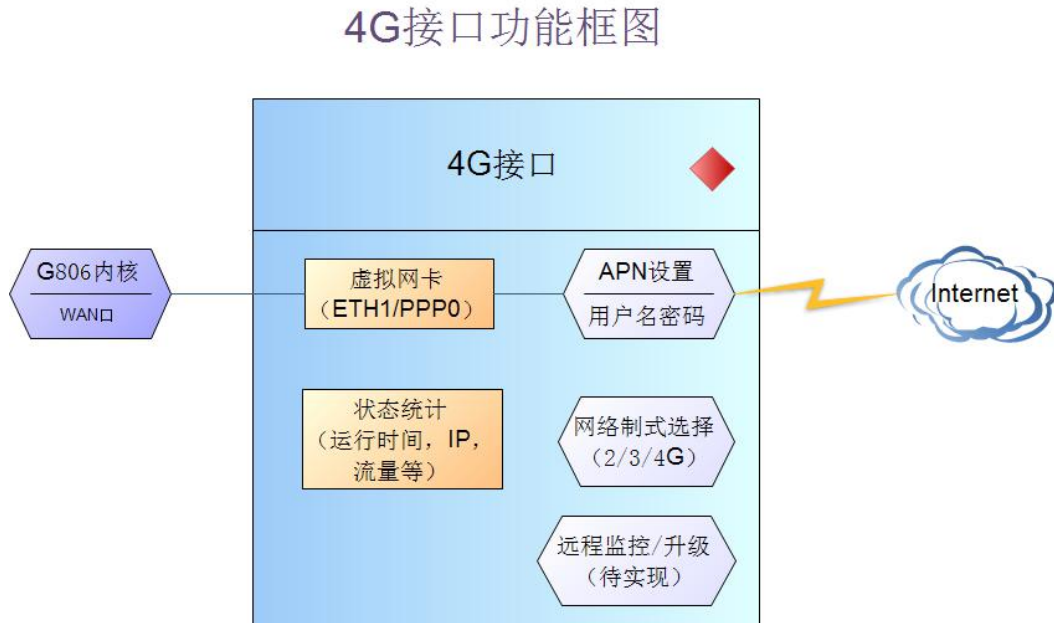 4G接口功能框图
4G接口
G806内核
WAN口
虚拟网卡
（ETH1/PPP0）
APN设置
用户名密码
Internet
状态统计
（运行时间，IP，
流量等）
网络制式选择
（2/3/4G）
远程监控/升级
（待实现）